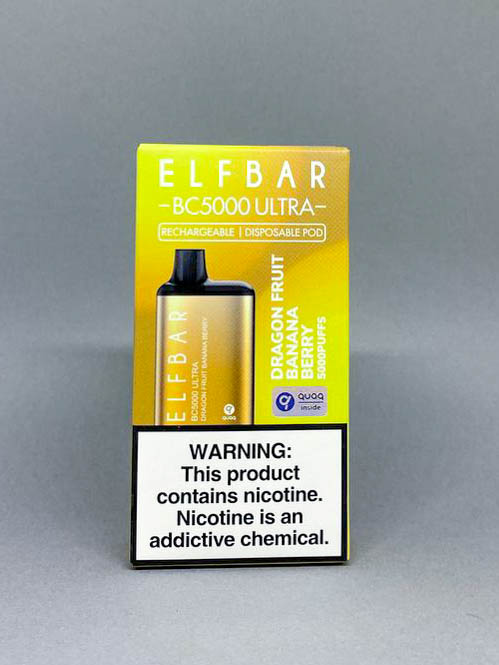 ELFBAR
-BC5000 ULTRA-
RECHARGEABLE | DISPOSABLE POD
DRAGON FRUIT
BANANA
BERRY
5000PUFFS
ELFBAR
BC5000 ULTRA
DRAGON FRUIT BANANA BERRY
QUAQ
QUAQ
inside
WARNING:
This product
contains nicotine.
Nicotine is an
addictive chemical.